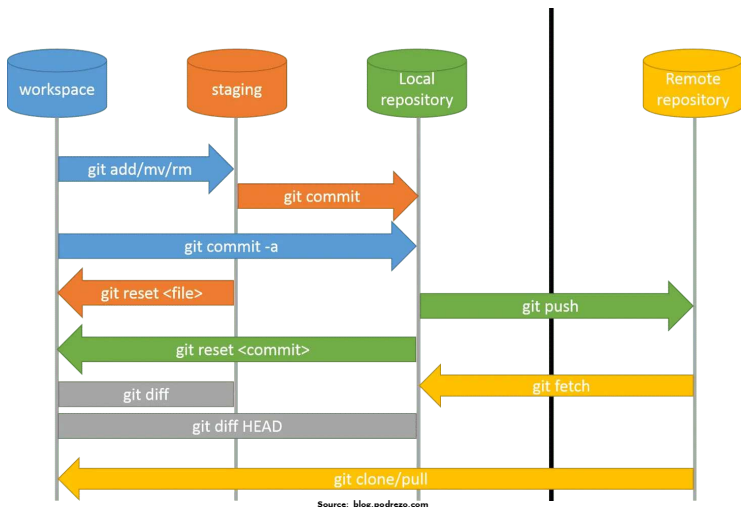 workspace
staging
Local
repository
Remote
repository
git add/mv/rm
git commit
git commit -a
git reset <file>
git push
git reset <commit>
git fetch
git diff
git diff HEAD
git clone/pull
Source: blog.podrezo.com